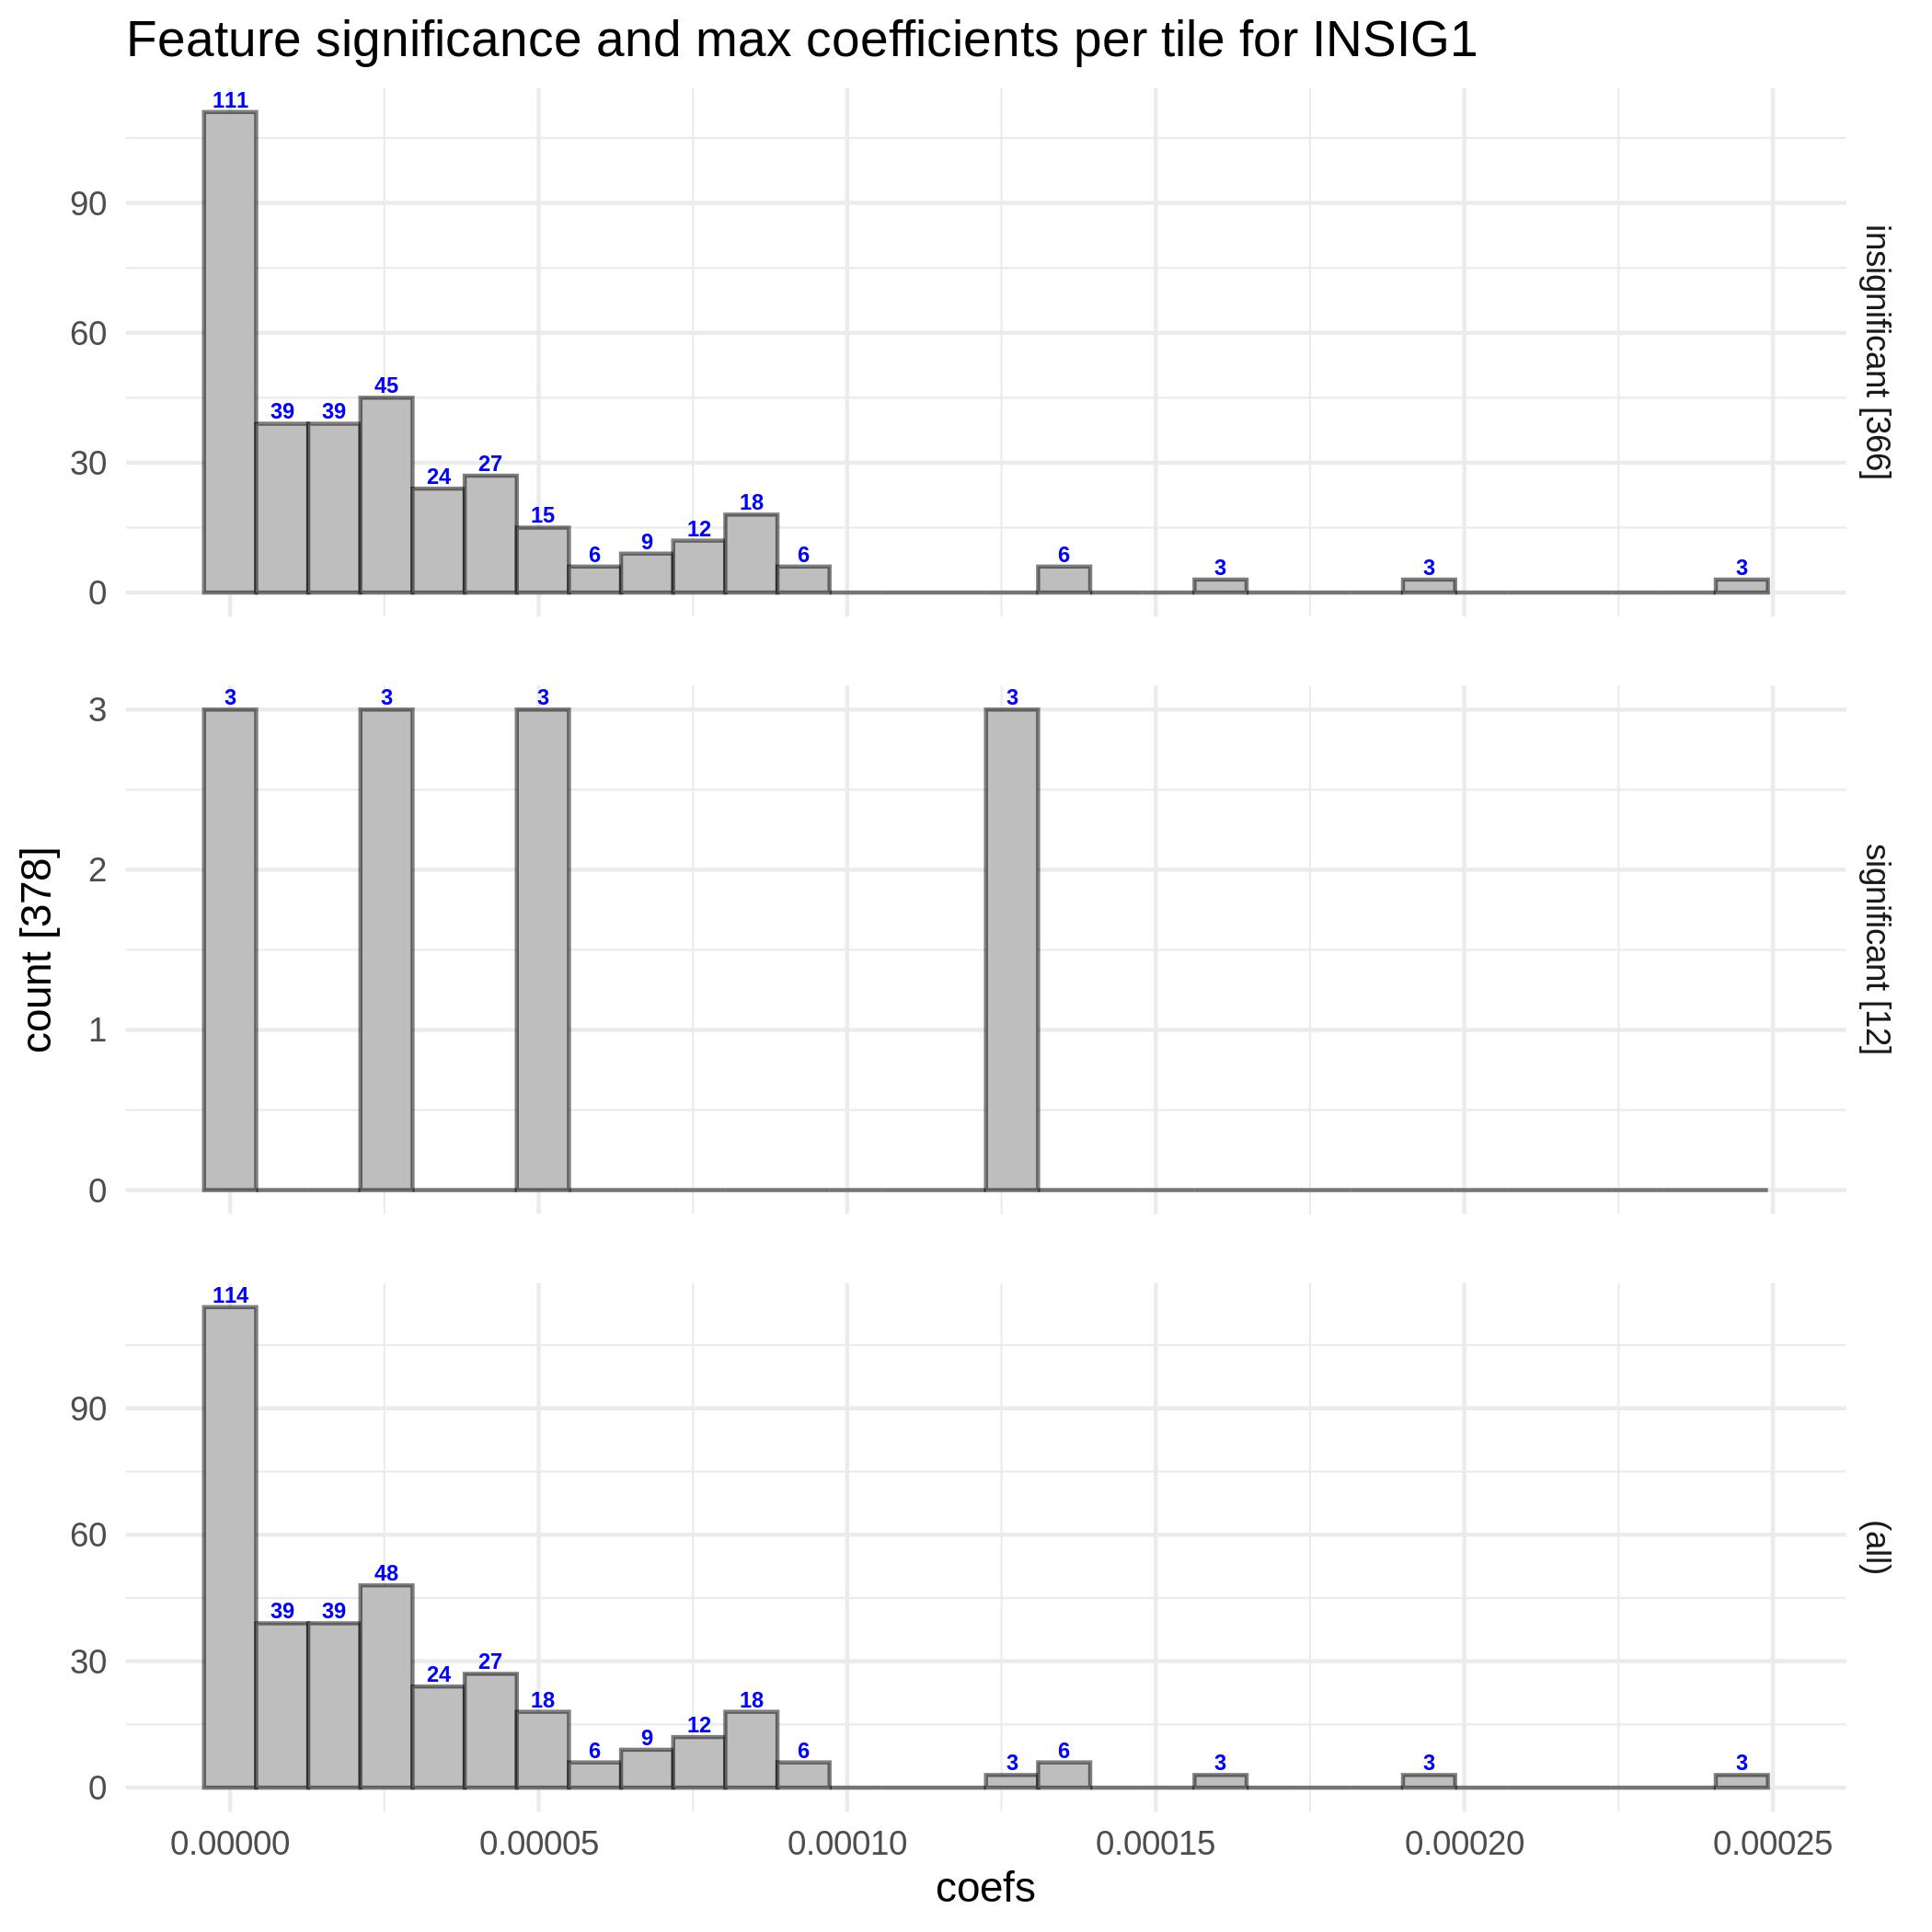 Feature significance and max coefficients per tile for INSIG1
111
39 39 45 24 27 15 6 9 12 18 6 6 3 3 3
90
60
30
0
insignificant [366]
3 3 3 3
3
2
1
0
significant [12]
count [378]
114
39 39 48 24 27 18 6 9 12 18 6 3 6 3 3 3
90
60
30
0
(all)
0.00000 0.00005 0.00010 0.00015 0.00020 0.00025
coefs